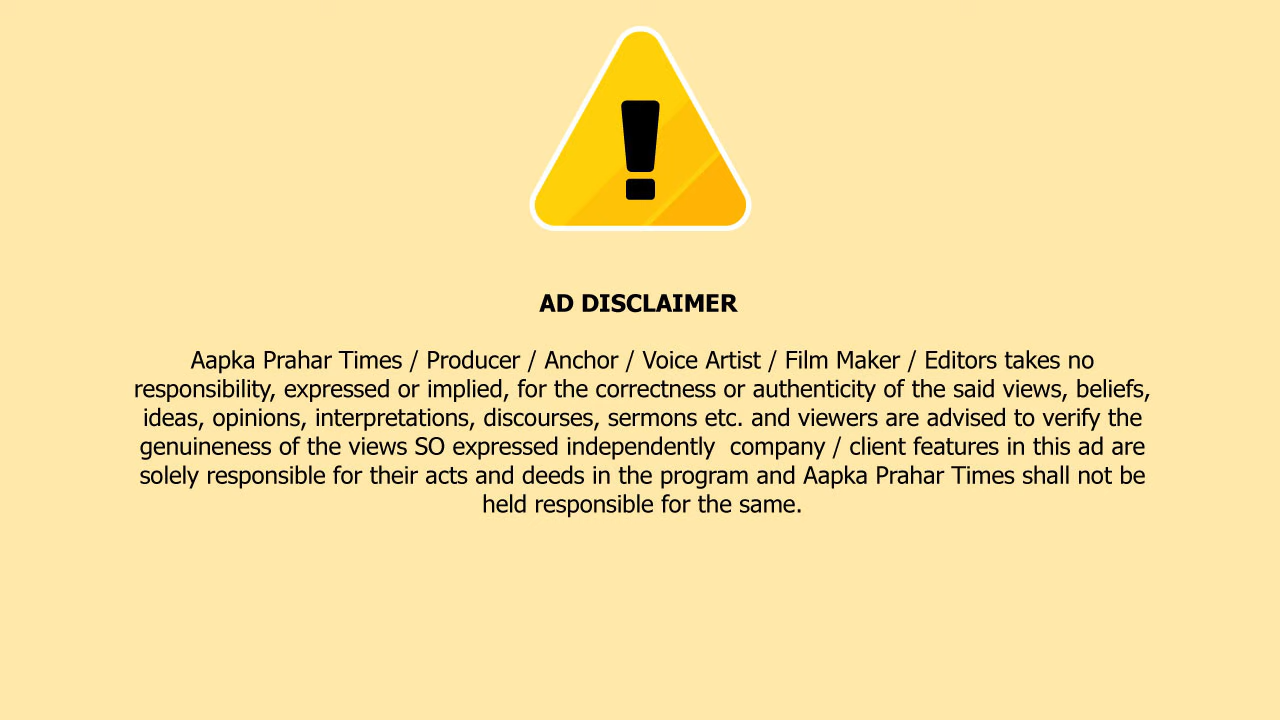 AD DISCLAIMER
Aapka Prahar Times / Producer / Anchor / Voice Artist / Film Maker / Editors takes no
responsibility, expressed or implied, for the correctness or authenticity of the said views, beliefs,
ideas, opinions, interpretations, discourses, sermons etc. and viewers are advised to verify the
genuineness of the views SO expressed independently  company / client features in this ad are
solely responsible for their acts and deeds in the program and Aapka Prahar Times shall not be
held responsible for the same.